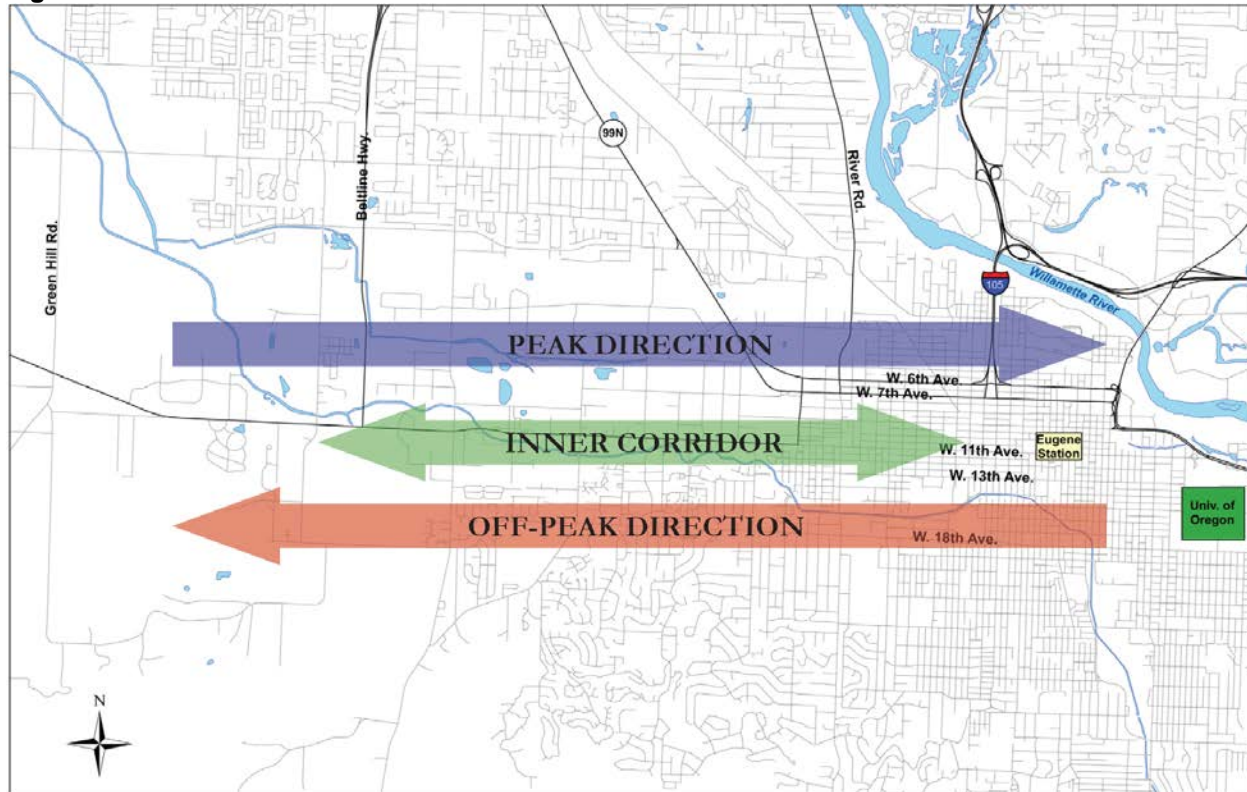 99N
Beltline Hwy.
River Rd.
Green Hill Rd.
105
Willamette River
PEAK DIRECTION
W. 6th Ave.
W. 7th Ave.
INNER CORRIDOR
W. 11th Ave.
Eugene
Station
W. 13th Ave.
Univ. of
Oregon
OFF-PEAK DIRECTION
W. 18th Ave.
N